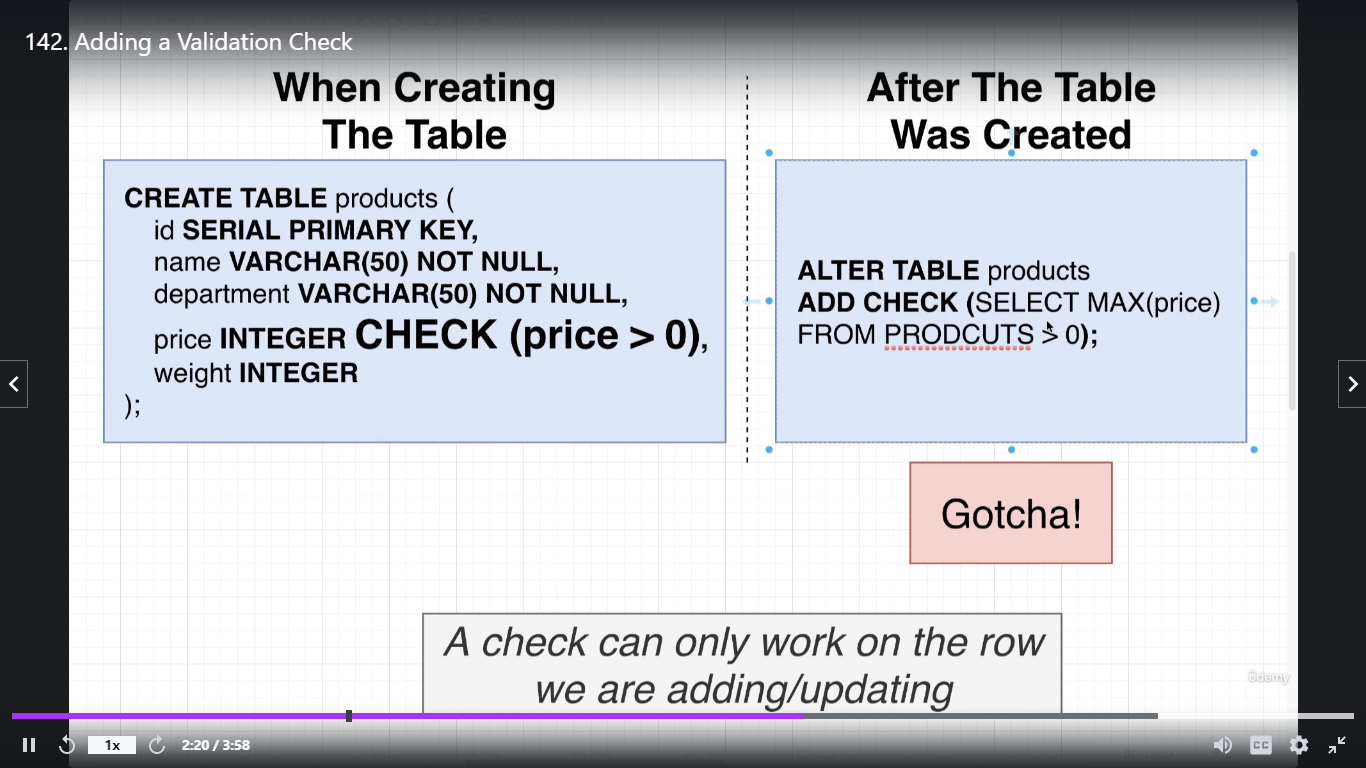 142. Adding a Validation Check
When Creating
The Table
CREATE TABLE products (
id SERIAL PRIMARY KEY,
name VARCHAR(50) NOT NULL,
department VARCHAR(50) NOT NULL,
price INTEGER CHECK (price > 0),
weight INTEGER
);
After The Table
Was Created
ALTER TABLE products
ADD CHECK (SELECT MAX(price)
FROM PRODCUTS > 0);
Gotcha!
A check can only work on the row
we are adding/updating
ûdemy
1x
2:20 / 3:58
CC